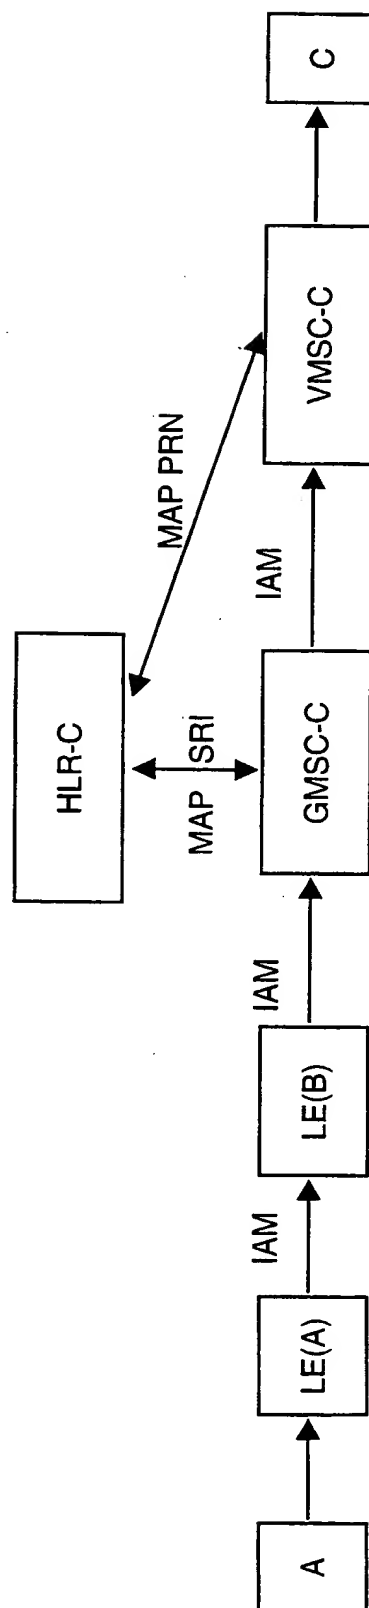 HLR-C
MAP SRI
MAP PRN
A
LE(A)
IAM
LE(B)
IAM
GMSC-C
IAM
VMSC-C
C